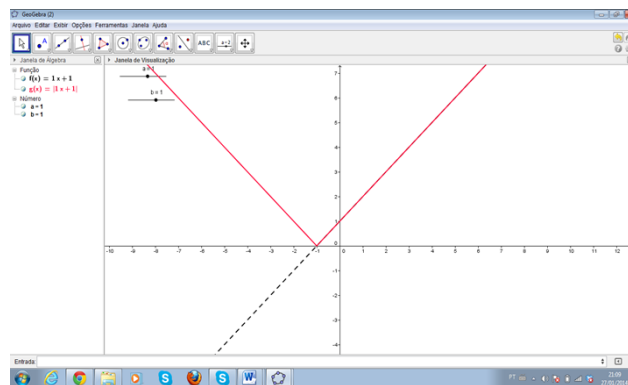 GeoGebra (2)
Arquivo Editar Exibir Opções Ferramentas Janela Ajuda
ABC a=2
Janela de Álgebra
Função
f(x) = 1 x + 1
g(x) = |1 x + 1|
Número
a = 1
b = 1
Janela de Visualização
a = 1
b = 1
7
6
5
4
3
2
1
0
-10 -9 -8 -7 -6 -5 -4 -3 -2 -1 0 1 2 3 4 5 6 7 8 9 10 11 12
-1
-2
-3
-4
Entrada:
PT
21:09